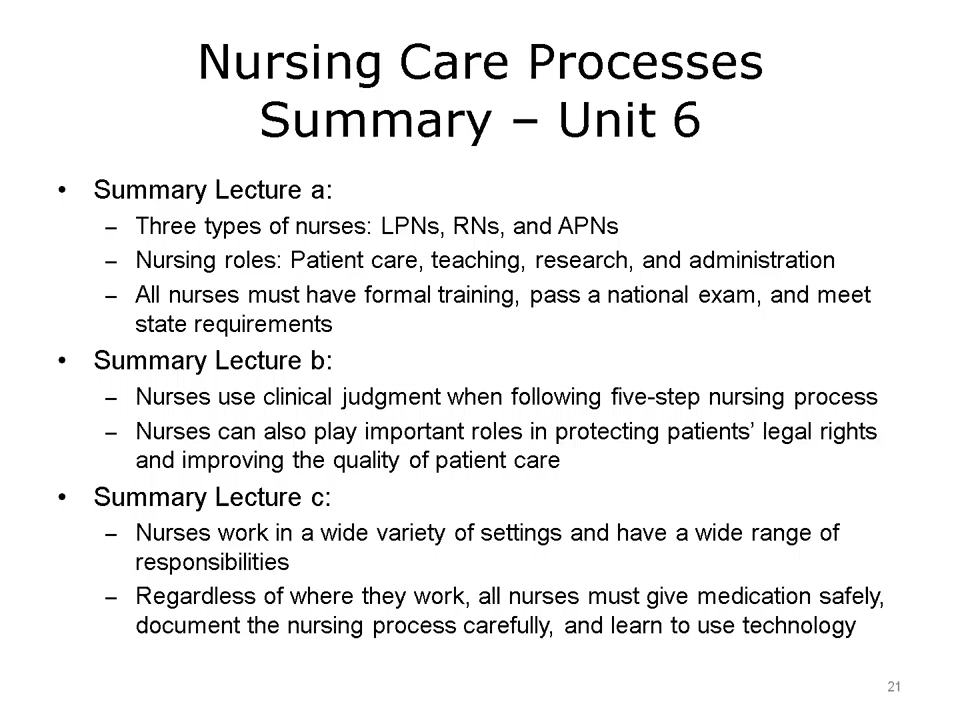 Nursing Care Processes
Summary – Unit 6
• Summary Lecture a:
– Three types of nurses: LPNs, RNs, and APNs
– Nursing roles: Patient care, teaching, research, and administration
– All nurses must have formal training, pass a national exam, and meet
state requirements
• Summary Lecture b:
– Nurses use clinical judgment when following five-step nursing process
– Nurses can also play important roles in protecting patients’ legal rights
and improving the quality of patient care
• Summary Lecture c:
– Nurses work in a wide variety of settings and have a wide range of
responsibilities
– Regardless of where they work, all nurses must give medication safely,
document the nursing process carefully, and learn to use technology
21